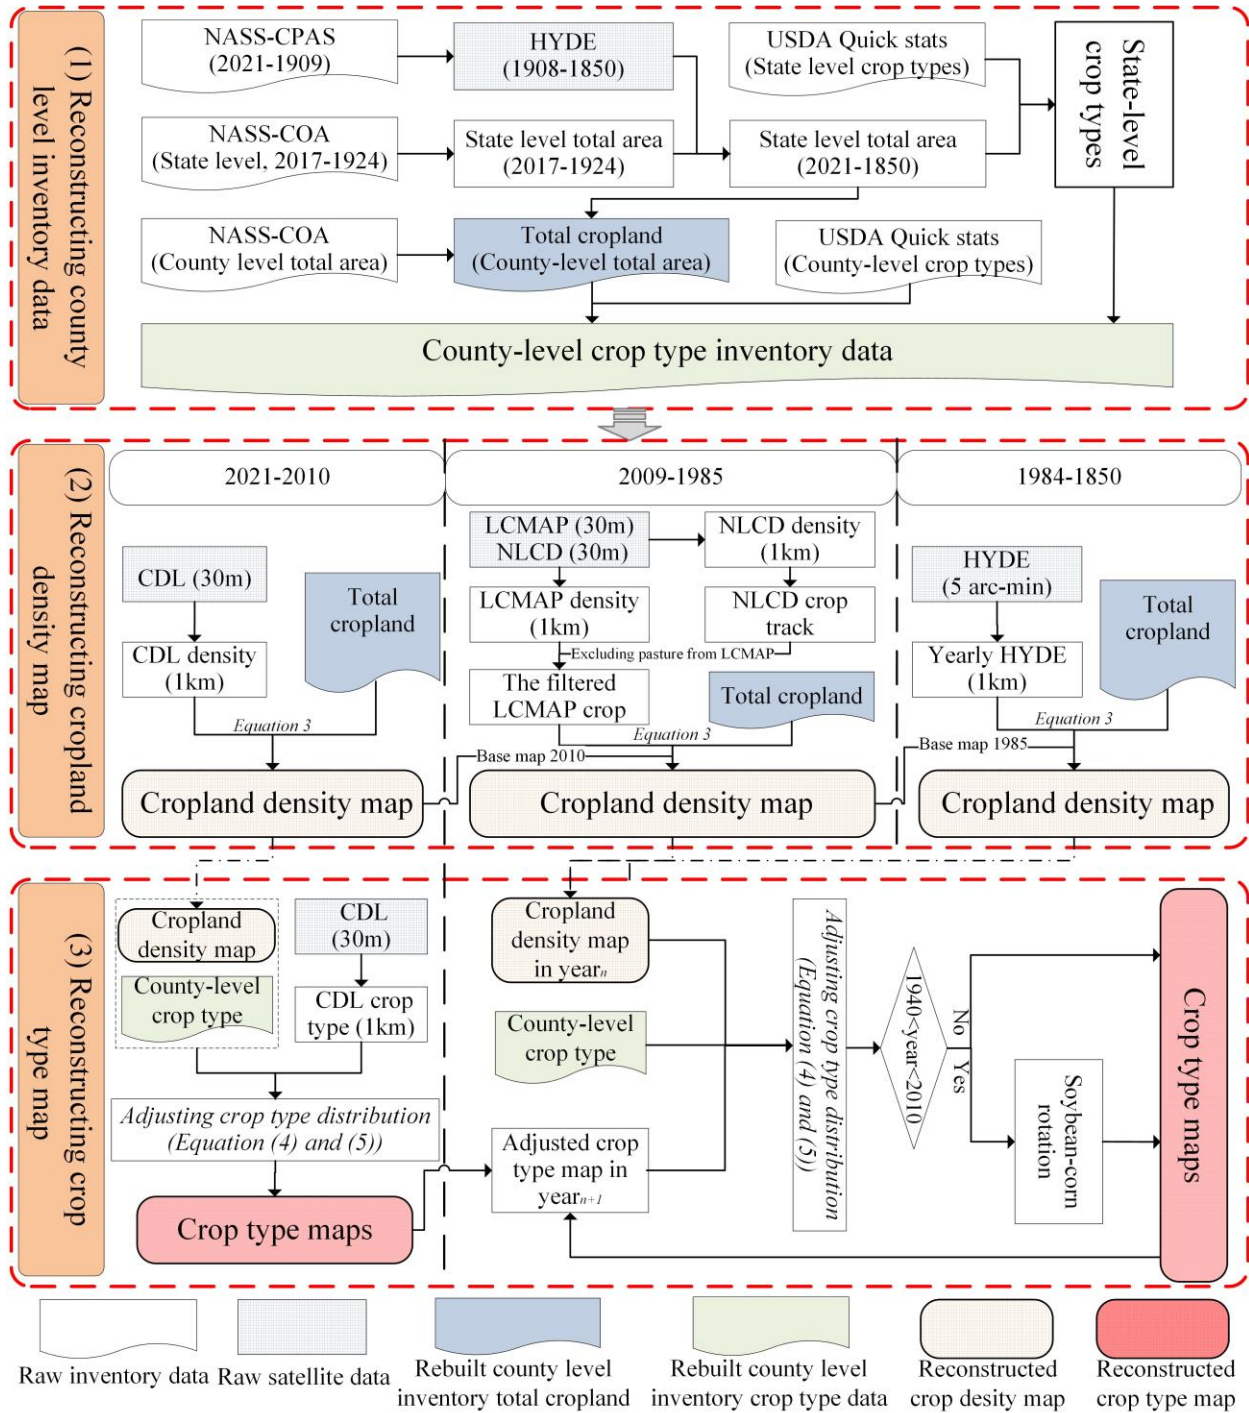 (1) Reconstructing county
level inventory data
NASS-CPAS
(2021-1909)
HYDE
(1908-1850)
USDA Quick stats
(State level crop types)
State-level
crop types
NASS-COA
(State level, 2017-1924)
State level total area
(2017-1924)
State level total area
(2021-1850)
NASS-COA
(County level total area)
Total cropland
(County-level total area)
USDA Quick stats
(County-level crop types)
County-level crop type inventory data
(2) Reconstructing cropland
density map
2021-2010
2009-1985
1984-1850
CDL (30m)
Total
cropland
CDL density
(1km)
Equation 3
Cropland density map
LCMAP (30m)
NLCD (30m)
NLCD density
(1km)
LCMAP density
(1km)
NLCD crop
track
Excluding pasture from LCMAP
The filtered
LCMAP crop
Total cropland
Equation 3
Base map 2010
Cropland density map
HYDE
(5 arc-min)
Total
cropland
Yearly HYDE
(1km)
Equation 3
Base map 1985
Cropland density map
(3) Reconstructing crop
type map
Cropland
density map
CDL
(30m)
County-level
crop type
CDL crop
type (1km)
Adjusting crop type distribution
(Equation (4) and (5))
Crop type maps
Cropland
density map
in yearn
County-level
crop type
Adjusted crop
type map in
yearn+1
Adjusting crop type distribution
(Equation (4) and (5))
1940<year<2010
No
Yes
Soybean-corn
rotation
Crop type maps
Raw inventory data
Raw satellite data
Rebuilt county level
inventory total cropland
Rebuilt county level
inventory crop type data
Reconstructed
crop desity map
Reconstructed
crop type map